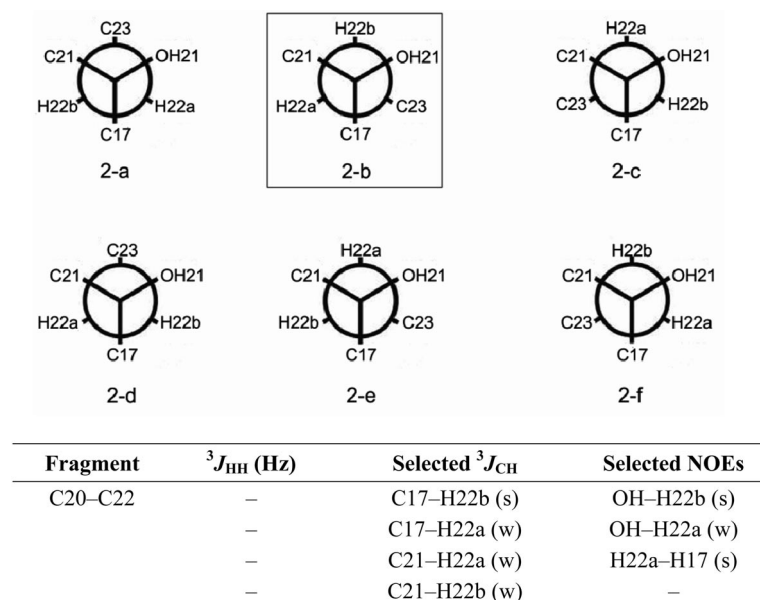 C23
C21
OH21
H22b
H22a
C17
2-a
H22b
C21
OH21
H22a
C23
C17
2-b
H22a
C21
OH21
C23
H22b
C17
2-c
C23
C21
OH21
H22a
H22b
C17
2-d
H22a
C21
OH21
H22b
C23
C17
2-e
H22b
C21
OH21
C23
H22a
C17
2-f
Fragment ³J_HH (Hz) Selected ³J_CH Selected NOEs
C20–C22 – C17–H22b (s) OH–H22b (s)
– C17–H22a (w) OH–H22a (w)
– C21–H22a (w) H22a–H17 (s)
– C21–H22b (w) –